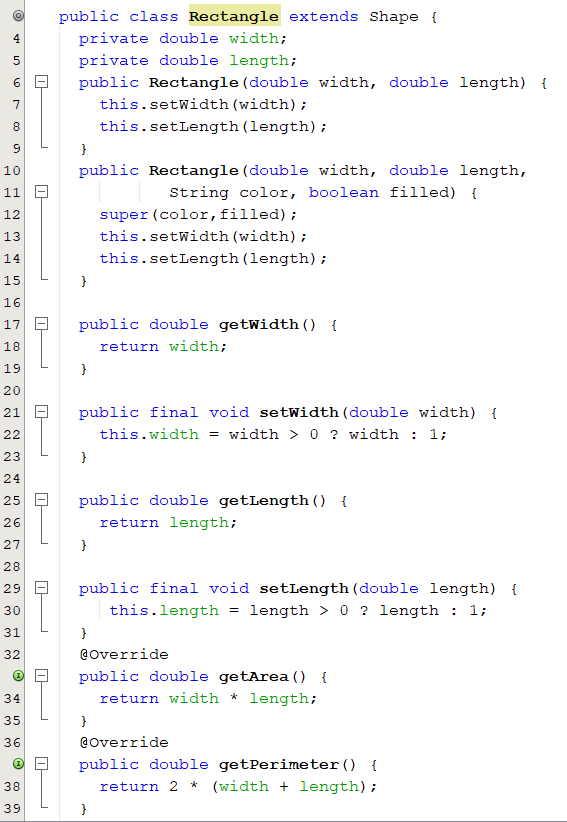 public class Rectangle extends Shape {
4 private double width;
5 private double length;
6 public Rectangle(double width, double length) {
7 this.setWidth(width);
8 this.setLength(length);
9 }
10 public Rectangle(double width, double length,
11 String color, boolean filled) {
12 super(color,filled);
13 this.setWidth(width);
14 this.setLength(length);
15 }
16
17 public double getWidth() {
18 return width;
19 }
20
21 public final void setWidth(double width) {
22 this.width = width > 0 ? width : 1;
23 }
24
25 public double getLength() {
26 return length;
27 }
28
29 public final void setLength(double length) {
30 this.length = length > 0 ? length : 1;
31 }
32 @Override
public double getArea() {
34 return width * length;
35 }
36 @Override
public double getPerimeter() {
38 return 2 * (width + length);
39 }